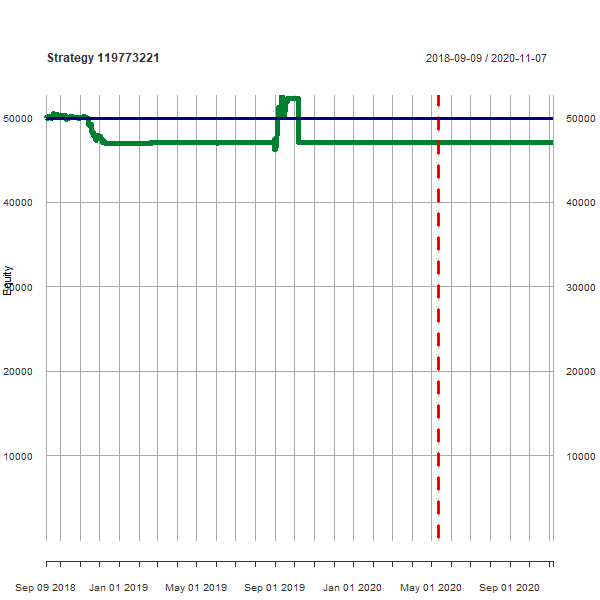 Strategy 119773221
2018-09-09 / 2020-11-07
50000
50000
40000
40000
Equity
30000
30000
20000
20000
10000
10000
Sep 09 2018
Jan 01 2019
May 01 2019
Sep 01 2019
Jan 01 2020
May 01 2020
Sep 01 2020